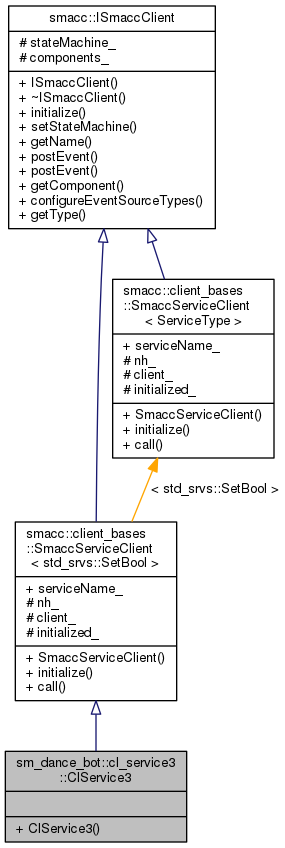 smacc::ISmaccClient
# stateMachine_
# components_
+ ISmaccClient()
+ ~ISmaccClient()
+ initialize()
+ setStateMachine()
+ getName()
+ postEvent()
+ postEvent()
+ getComponent()
+ configureEventSourceTypes()
+ getType()
smacc::client_bases
::SmaccServiceClient
< ServiceType >
+ serviceName_
# nh_
# client_
# initialized_
+ SmaccServiceClient()
+ initialize()
+ call()
< std_srvs::SetBool >
smacc::client_bases
::SmaccServiceClient
< std_srvs::SetBool >
+ serviceName_
# nh_
# client_
# initialized_
+ SmaccServiceClient()
+ initialize()
+ call()
sm_dance_bot::cl_service3
::ClService3
+ ClService3()